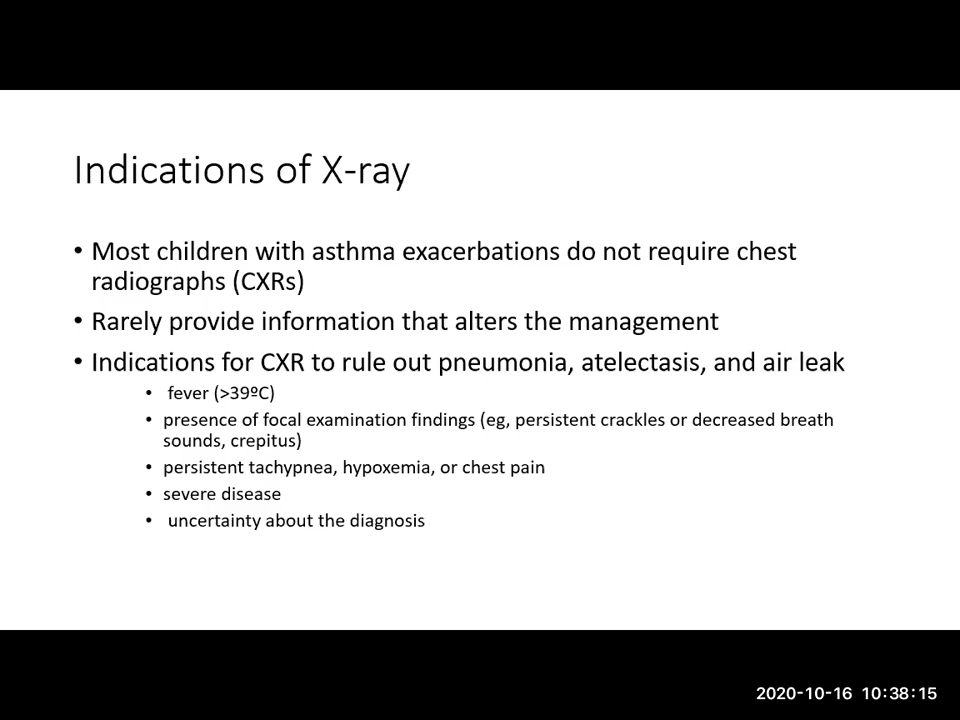 Indications of X-ray
• Most children with asthma exacerbations do not require chest
radiographs (CXRs)
• Rarely provide information that alters the management
• Indications for CXR to rule out pneumonia, atelectasis, and air leak
• fever (>39ºC)
• presence of focal examination findings (eg, persistent crackles or decreased breath
sounds, crepitus)
• persistent tachypnea, hypoxemia, or chest pain
• severe disease
• uncertainty about the diagnosis
2020-10-16 10:38:15